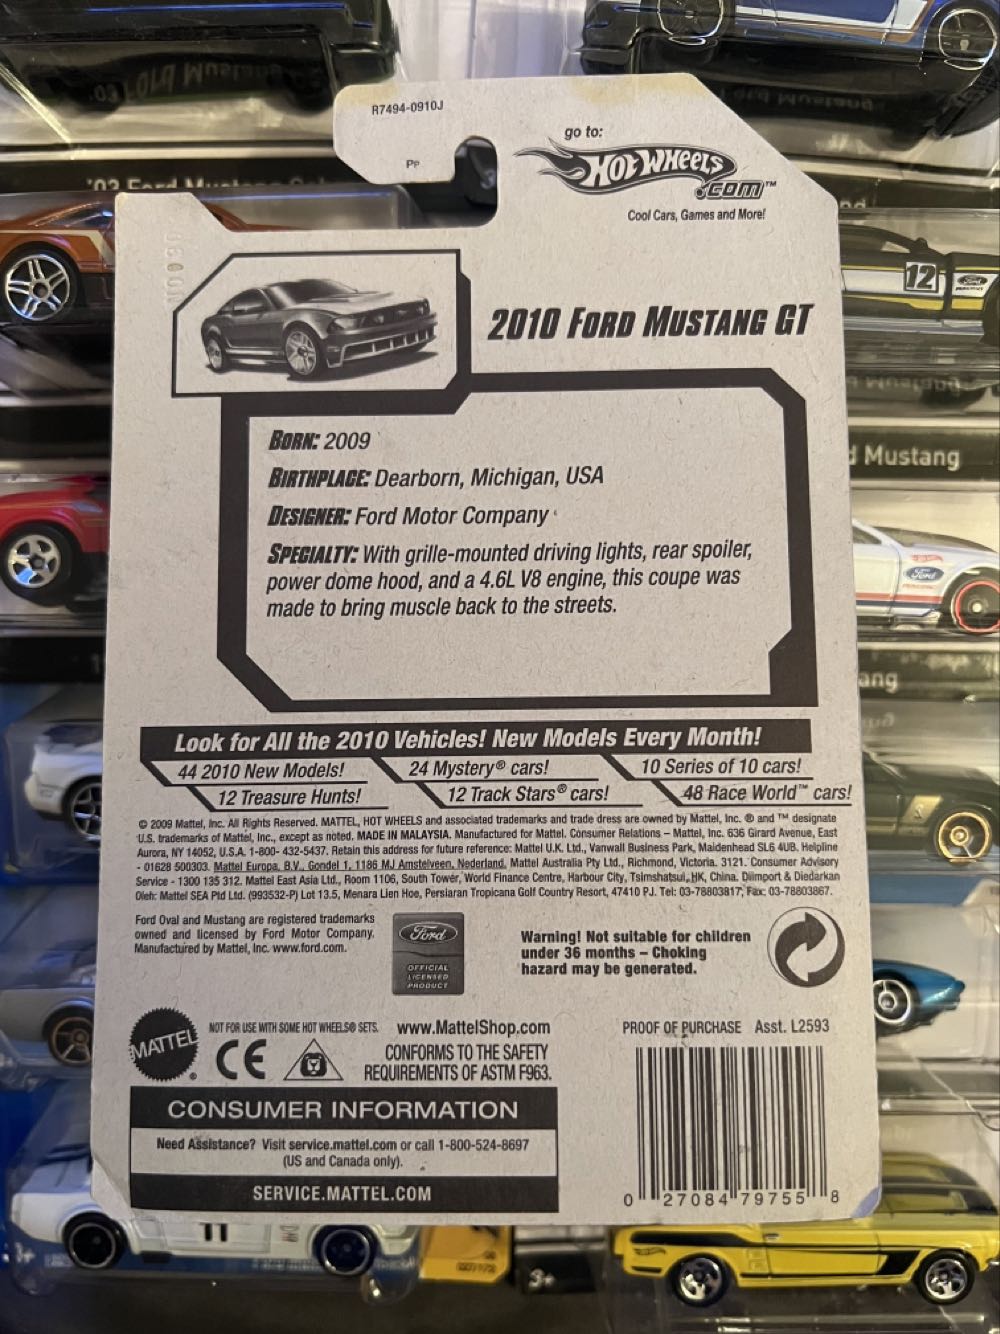 R7494-0910J
Pp
go to:
HOT WHEELS
.COM™
Cool Cars, Games and More!
2010 FORD MUSTANG GT
BORN: 2009
BIRTHPLACE: Dearborn, Michigan, USA
DESIGNER: Ford Motor Company
SPECIALTY: With grille-mounted driving lights, rear spoiler,
power dome hood, and a 4.6L V8 engine, this coupe was
made to bring muscle back to the streets.
Look for All the 2010 Vehicles! New Models Every Month!
44 2010 New Models!
24 Mystery® cars!
10 Series of 10 cars!
12 Treasure Hunts!
12 Track Stars® cars!
48 Race World™ cars!
© 2009 Mattel, Inc. All Rights Reserved. MATTEL, HOT WHEELS and associated trademarks and trade dress are owned by Mattel, Inc. ® and ™ designate
U.S. trademarks of Mattel, Inc., except as noted. MADE IN MALAYSIA. Manufactured for Mattel. Consumer Relations – Mattel, Inc. 636 Girard Avenue, East
Aurora, NY 14052, U.S.A. 1-800- 432-5437. Retain this address for future reference: Mattel U.K. Ltd., Vanwall Business Park, Maidenhead SL6 4UB. Helpline
- 01628 500303. Mattel Europa, B.V., Gondel 1, 1186 MJ Amstelveen, Nederland. Mattel Australia Pty Ltd., Richmond, Victoria. 3121. Consumer Advisory
Service - 1300 135 312. Mattel East Asia Ltd., Room 1106, South Tower, World Finance Centre, Harbour City, Tsimshatsui, HK, China. Diimport & Diedarkan
Oleh: Mattel SEA Ptd Ltd. (993532-P) Lot 13.5, Menara Lien Hoe, Persiaran Tropicana Golf Country Resort, 47410 PJ. Tel: 03-78803817, Fax: 03-78803867.
Ford Oval and Mustang are registered trademarks
owned and licensed by Ford Motor Company.
Manufactured by Mattel, Inc. www.ford.com.
Ford
OFFICIAL
LICENSED
PRODUCT
Warning! Not suitable for children
under 36 months – Choking
hazard may be generated.
MATTEL
NOT FOR USE WITH SOME HOT WHEELS® SETS.
www.MattelShop.com
CE
CONFORMS TO THE SAFETY
REQUIREMENTS OF ASTM F963.
PROOF OF PURCHASE Asst. L2593
CONSUMER INFORMATION
Need Assistance? Visit service.mattel.com or call 1-800-524-8697
(US and Canada only).
SERVICE.MATTEL.COM
0 27084 79755 8
12
Ford
Mustang
Ford
ang
11
3+
3+